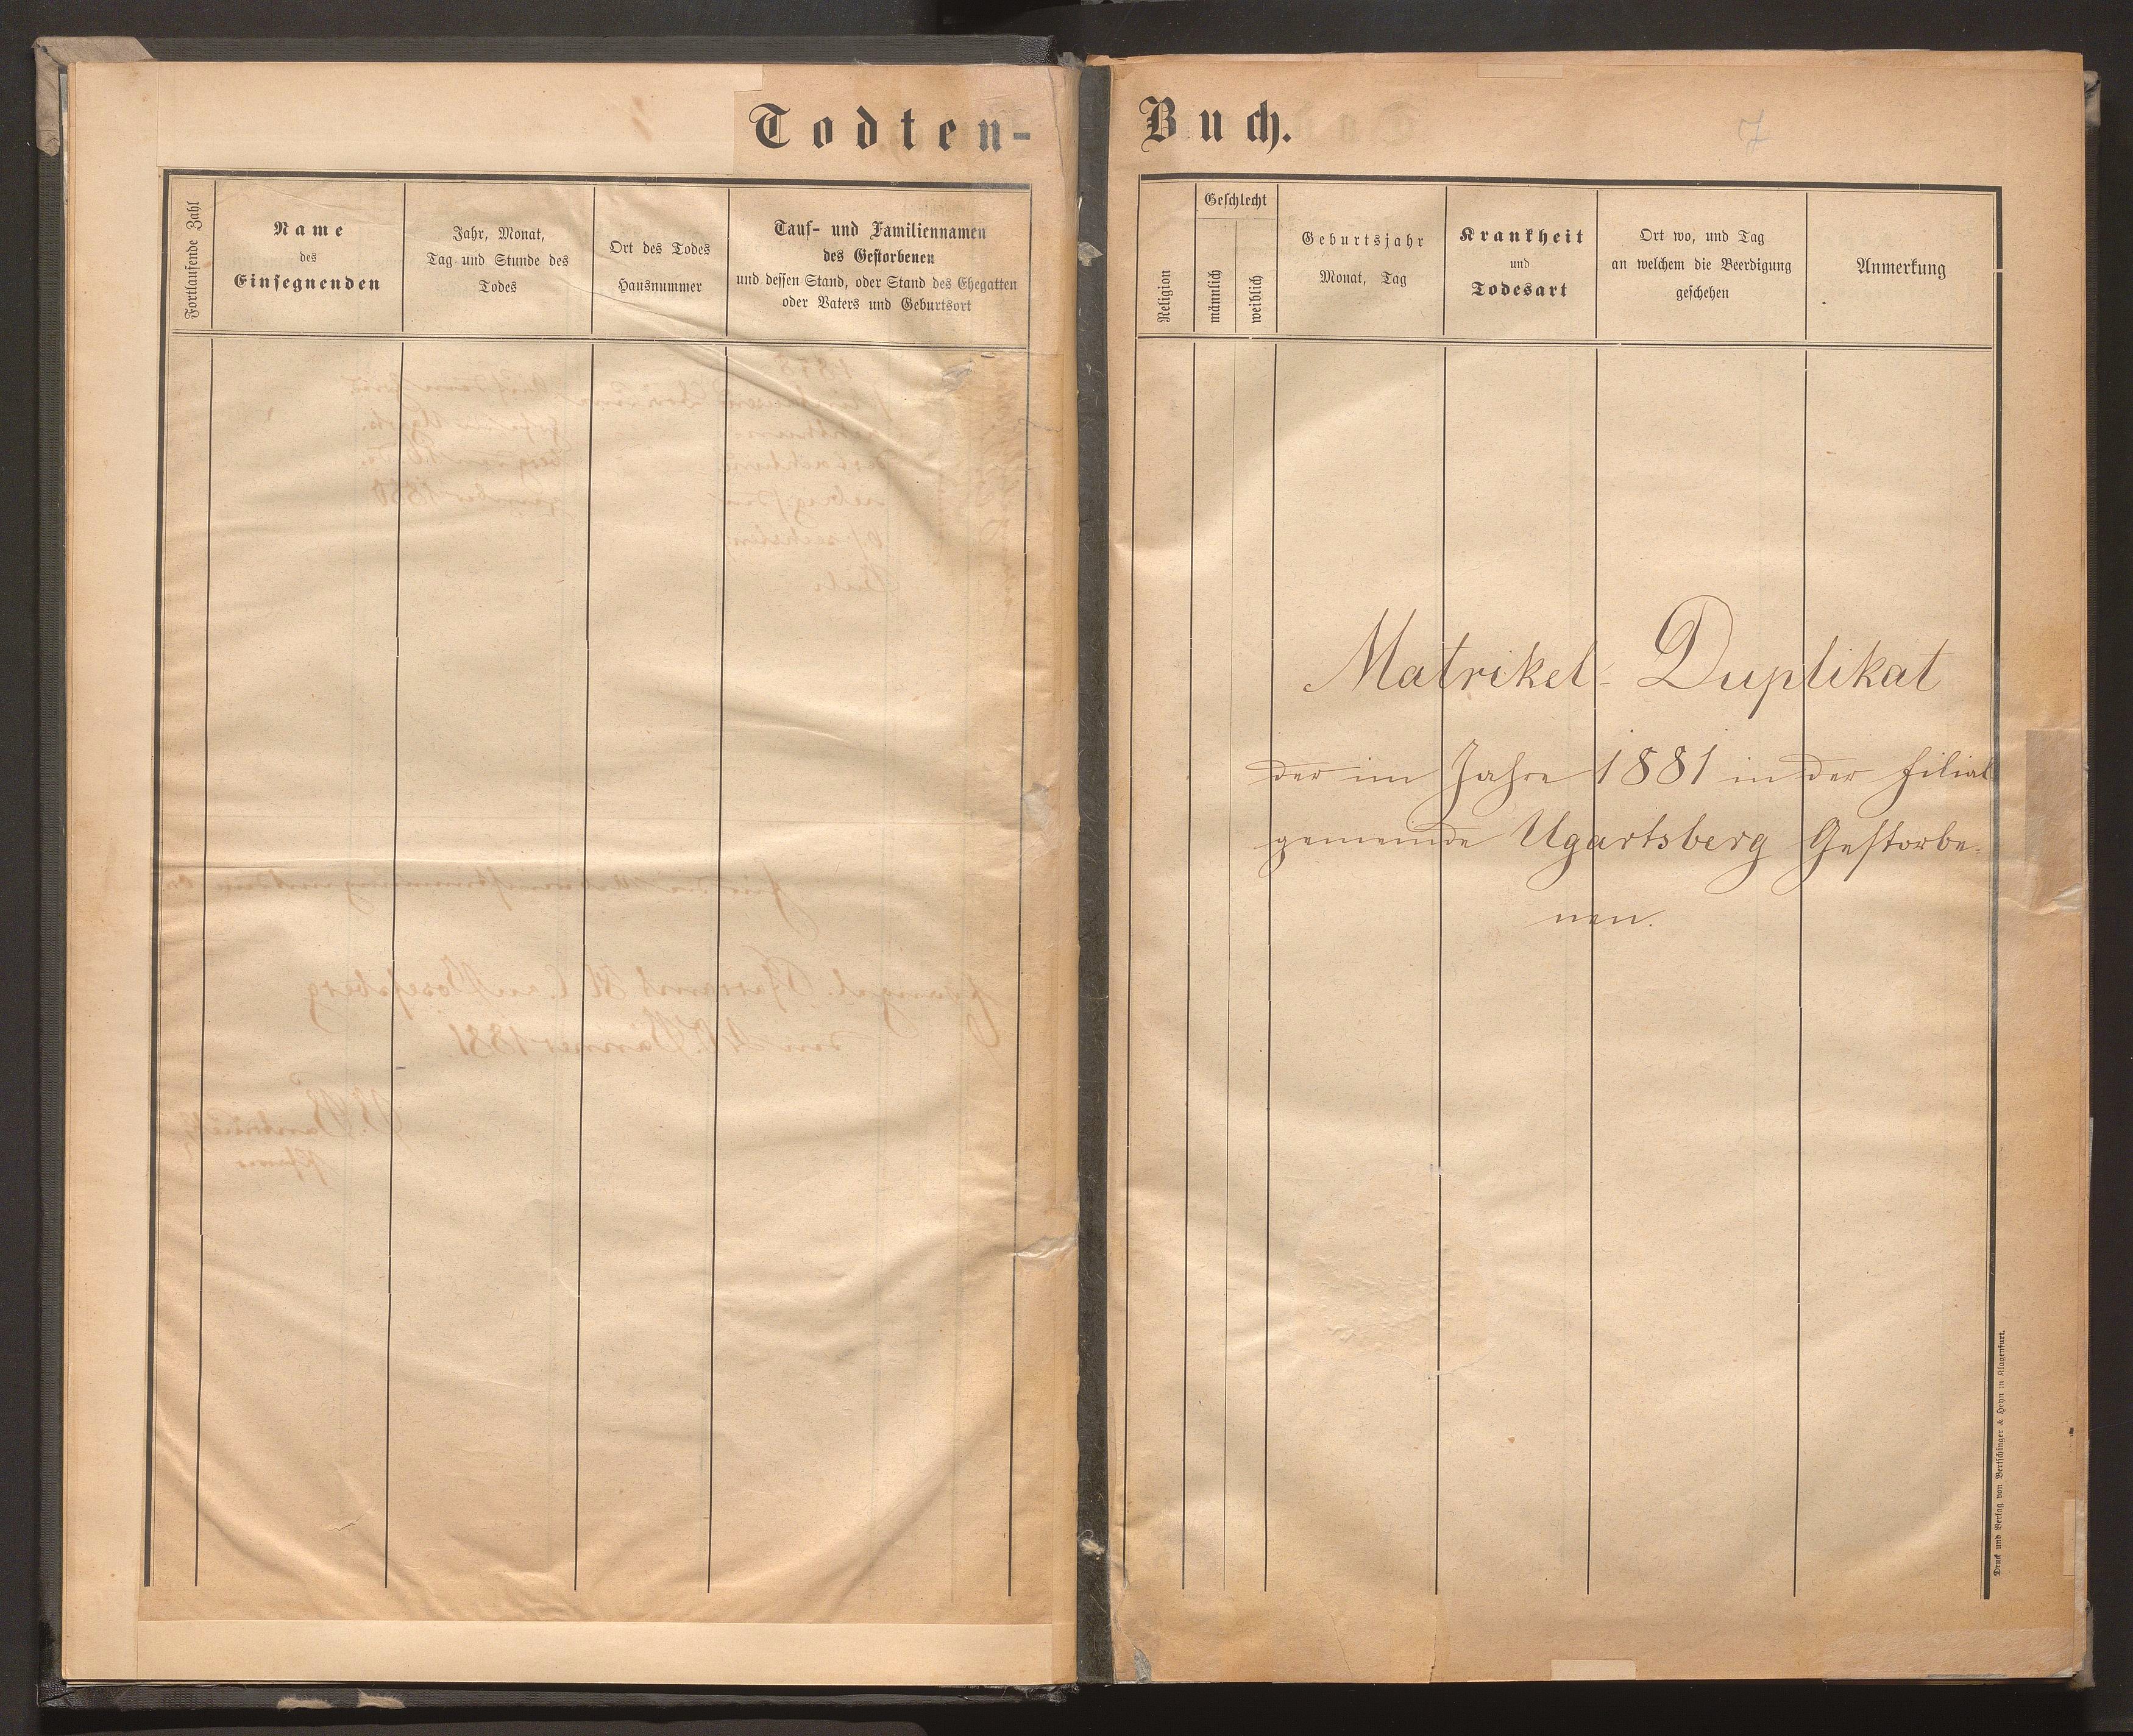 Todten-
Fortlaufende Zahl
Name
des
Einsegnenden
Jahr, Monat,
Tag und Stunde des
Todes
Ort des Todes
Hausnummer
Tauf- und Familiennamen
des Gestorbenen
und dessen Stand, oder Stand des Ehegatten
oder Vaters und Geburtsort
Buch.
7
Religion
Geschlecht
männlich
weiblich
Geburtsjahr
Monat, Tag
Krankheit
und
Todesart
Ort wo, und Tag
an welchem die Beerdigung
geschehen
Anmerkung
Matrikel-Duplikat
der im Jahre 1881 in der Filial
gemeinde Ugartsberg Gestorbe-
nen.
Druck und Verlag von Bertschinger & Heyn in Klagenfurt.